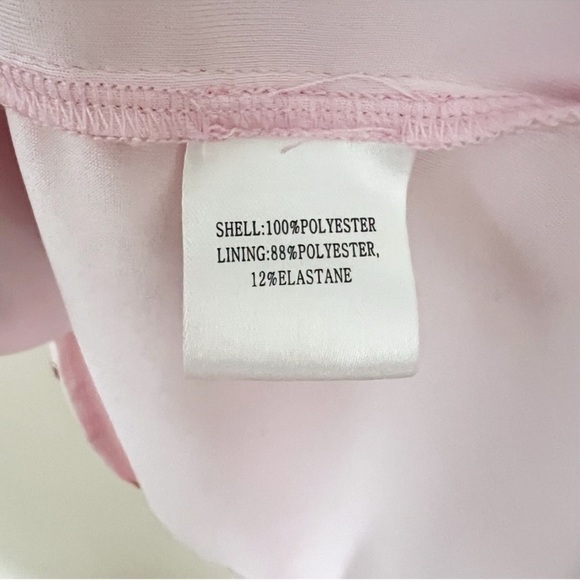 SHELL:100%POLYESTER
LINING:88%POLYESTER,
12%ELASTANE